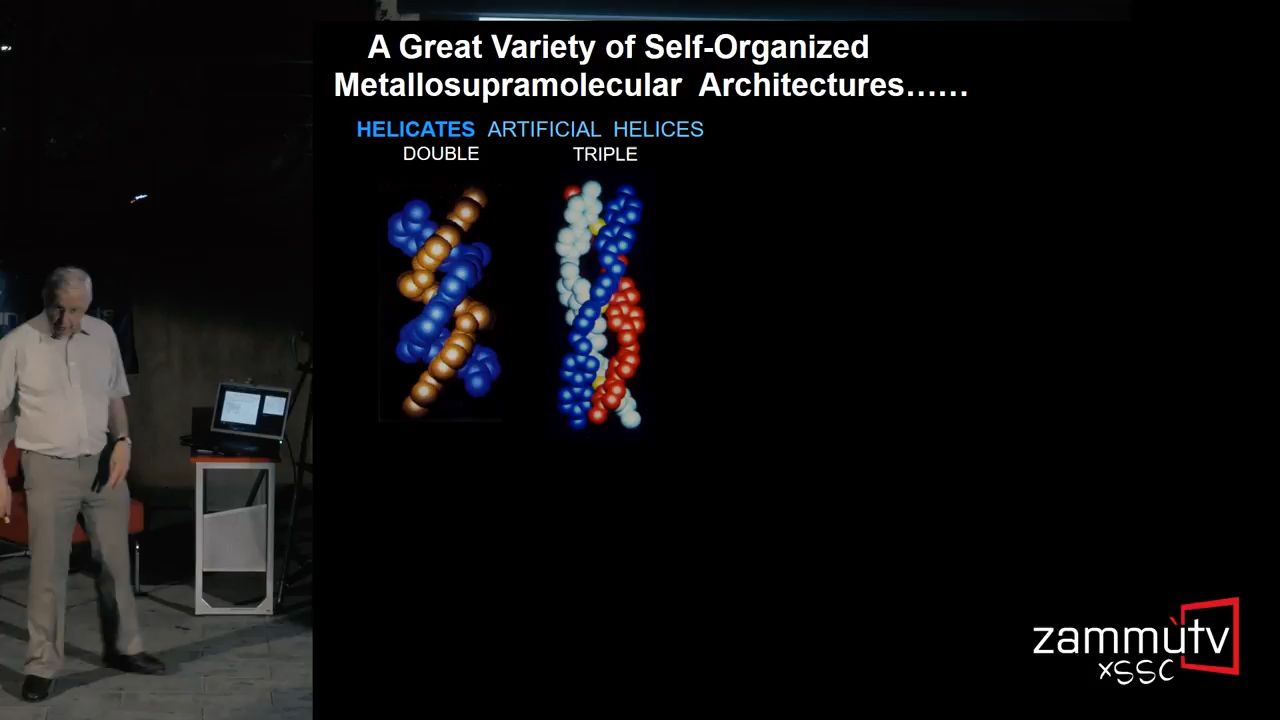 A Great Variety of Self-Organized
Metallosupramolecular Architectures……
HELICATES ARTIFICIAL HELICES
DOUBLE TRIPLE
zammùtv
xSSC